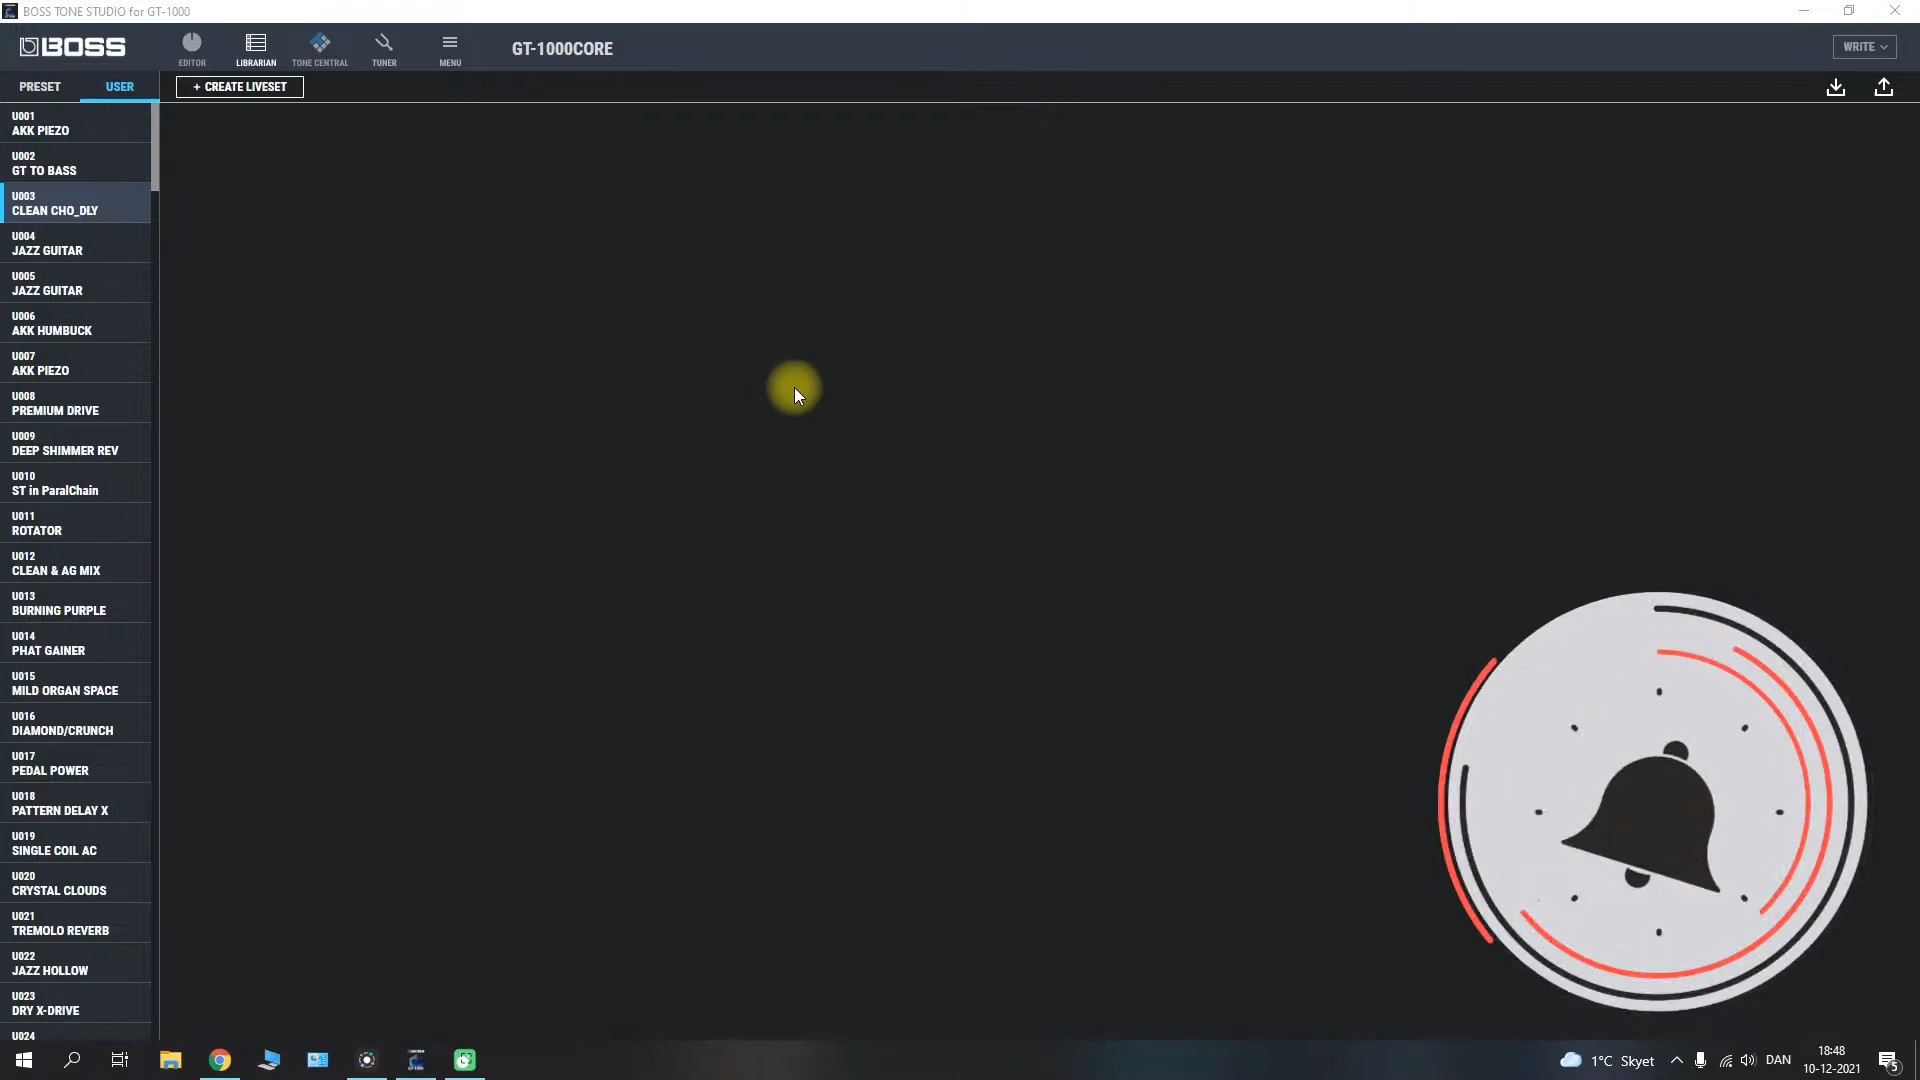 BOSS TONE STUDIO for GT-1000
BOSS
EDITOR
LIBRARIAN
TONE CENTRAL
TUNER
MENU
GT-1000CORE
WRITE
PRESET
USER
+ CREATE LIVESET
U001
AKK PIEZO
U002
GT TO BASS
U003
CLEAN CHO_DLY
U004
JAZZ GUITAR
U005
JAZZ GUITAR
U006
AKK HUMBUCK
U007
AKK PIEZO
U008
PREMIUM DRIVE
U009
DEEP SHIMMER REV
U010
ST in ParalChain
U011
ROTATOR
U012
CLEAN & AG MIX
U013
BURNING PURPLE
U014
PHAT GAINER
U015
MILD ORGAN SPACE
U016
DIAMOND/CRUNCH
U017
PEDAL POWER
U018
PATTERN DELAY X
U019
SINGLE COIL AC
U020
CRYSTAL CLOUDS
U021
TREMOLO REVERB
U022
JAZZ HOLLOW
U023
DRY X-DRIVE
U024
1°C Skyet
DAN
18:48
10-12-2021
5